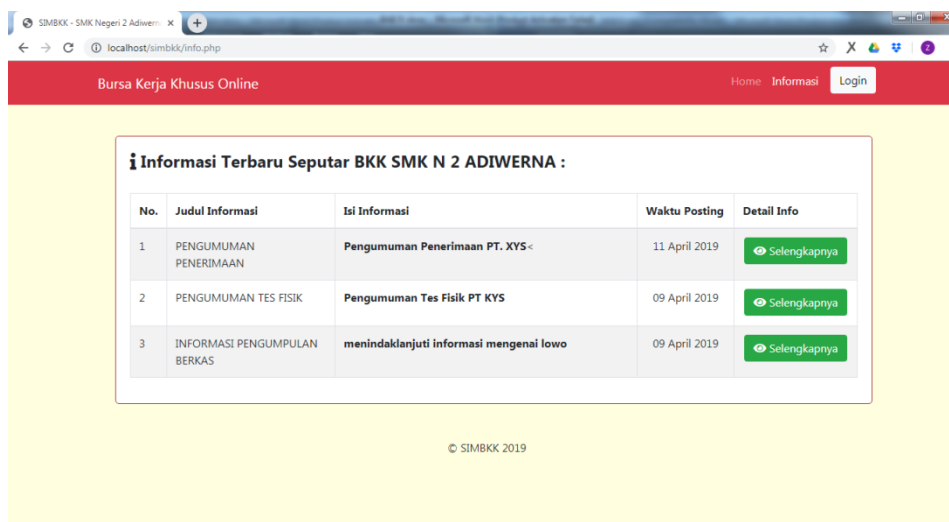 SIMBKK - SMK Negeri 2 Adiwern
localhost/simbkk/info.php
Bursa Kerja Khusus Online
Home Informasi Login
Informasi Terbaru Seputar BKK SMK N 2 ADIWERNA :
No. Judul Informasi Isi Informasi Waktu Posting Detail Info
1 PENGUMUMAN Pengumuman Penerimaan PT. XYS< 11 April 2019 Selengkapnya
PENERIMAAN
2 PENGUMUMAN TES FISIK Pengumuman Tes Fisik PT KYS 09 April 2019 Selengkapnya
3 INFORMASI PENGUMPULAN menindaklanjuti informasi mengenai lowo 09 April 2019 Selengkapnya
BERKAS
© SIMBKK 2019